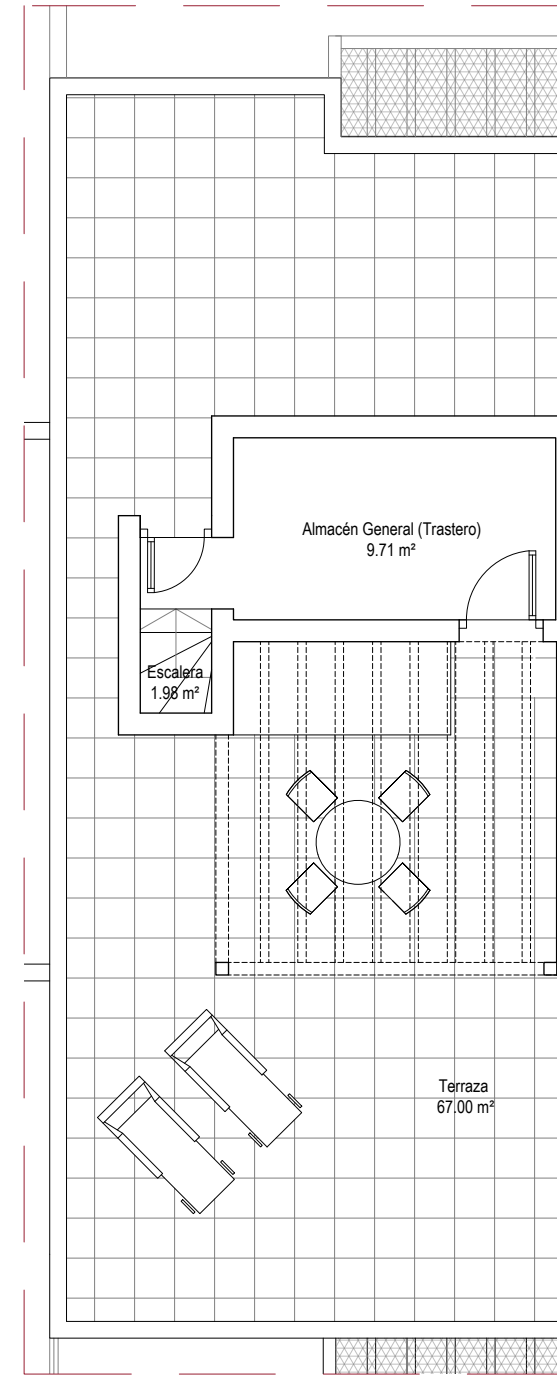 Almacén General (Trastero)
9.71 m²
Escalera
1.98 m²
Terraza
67.00 m²